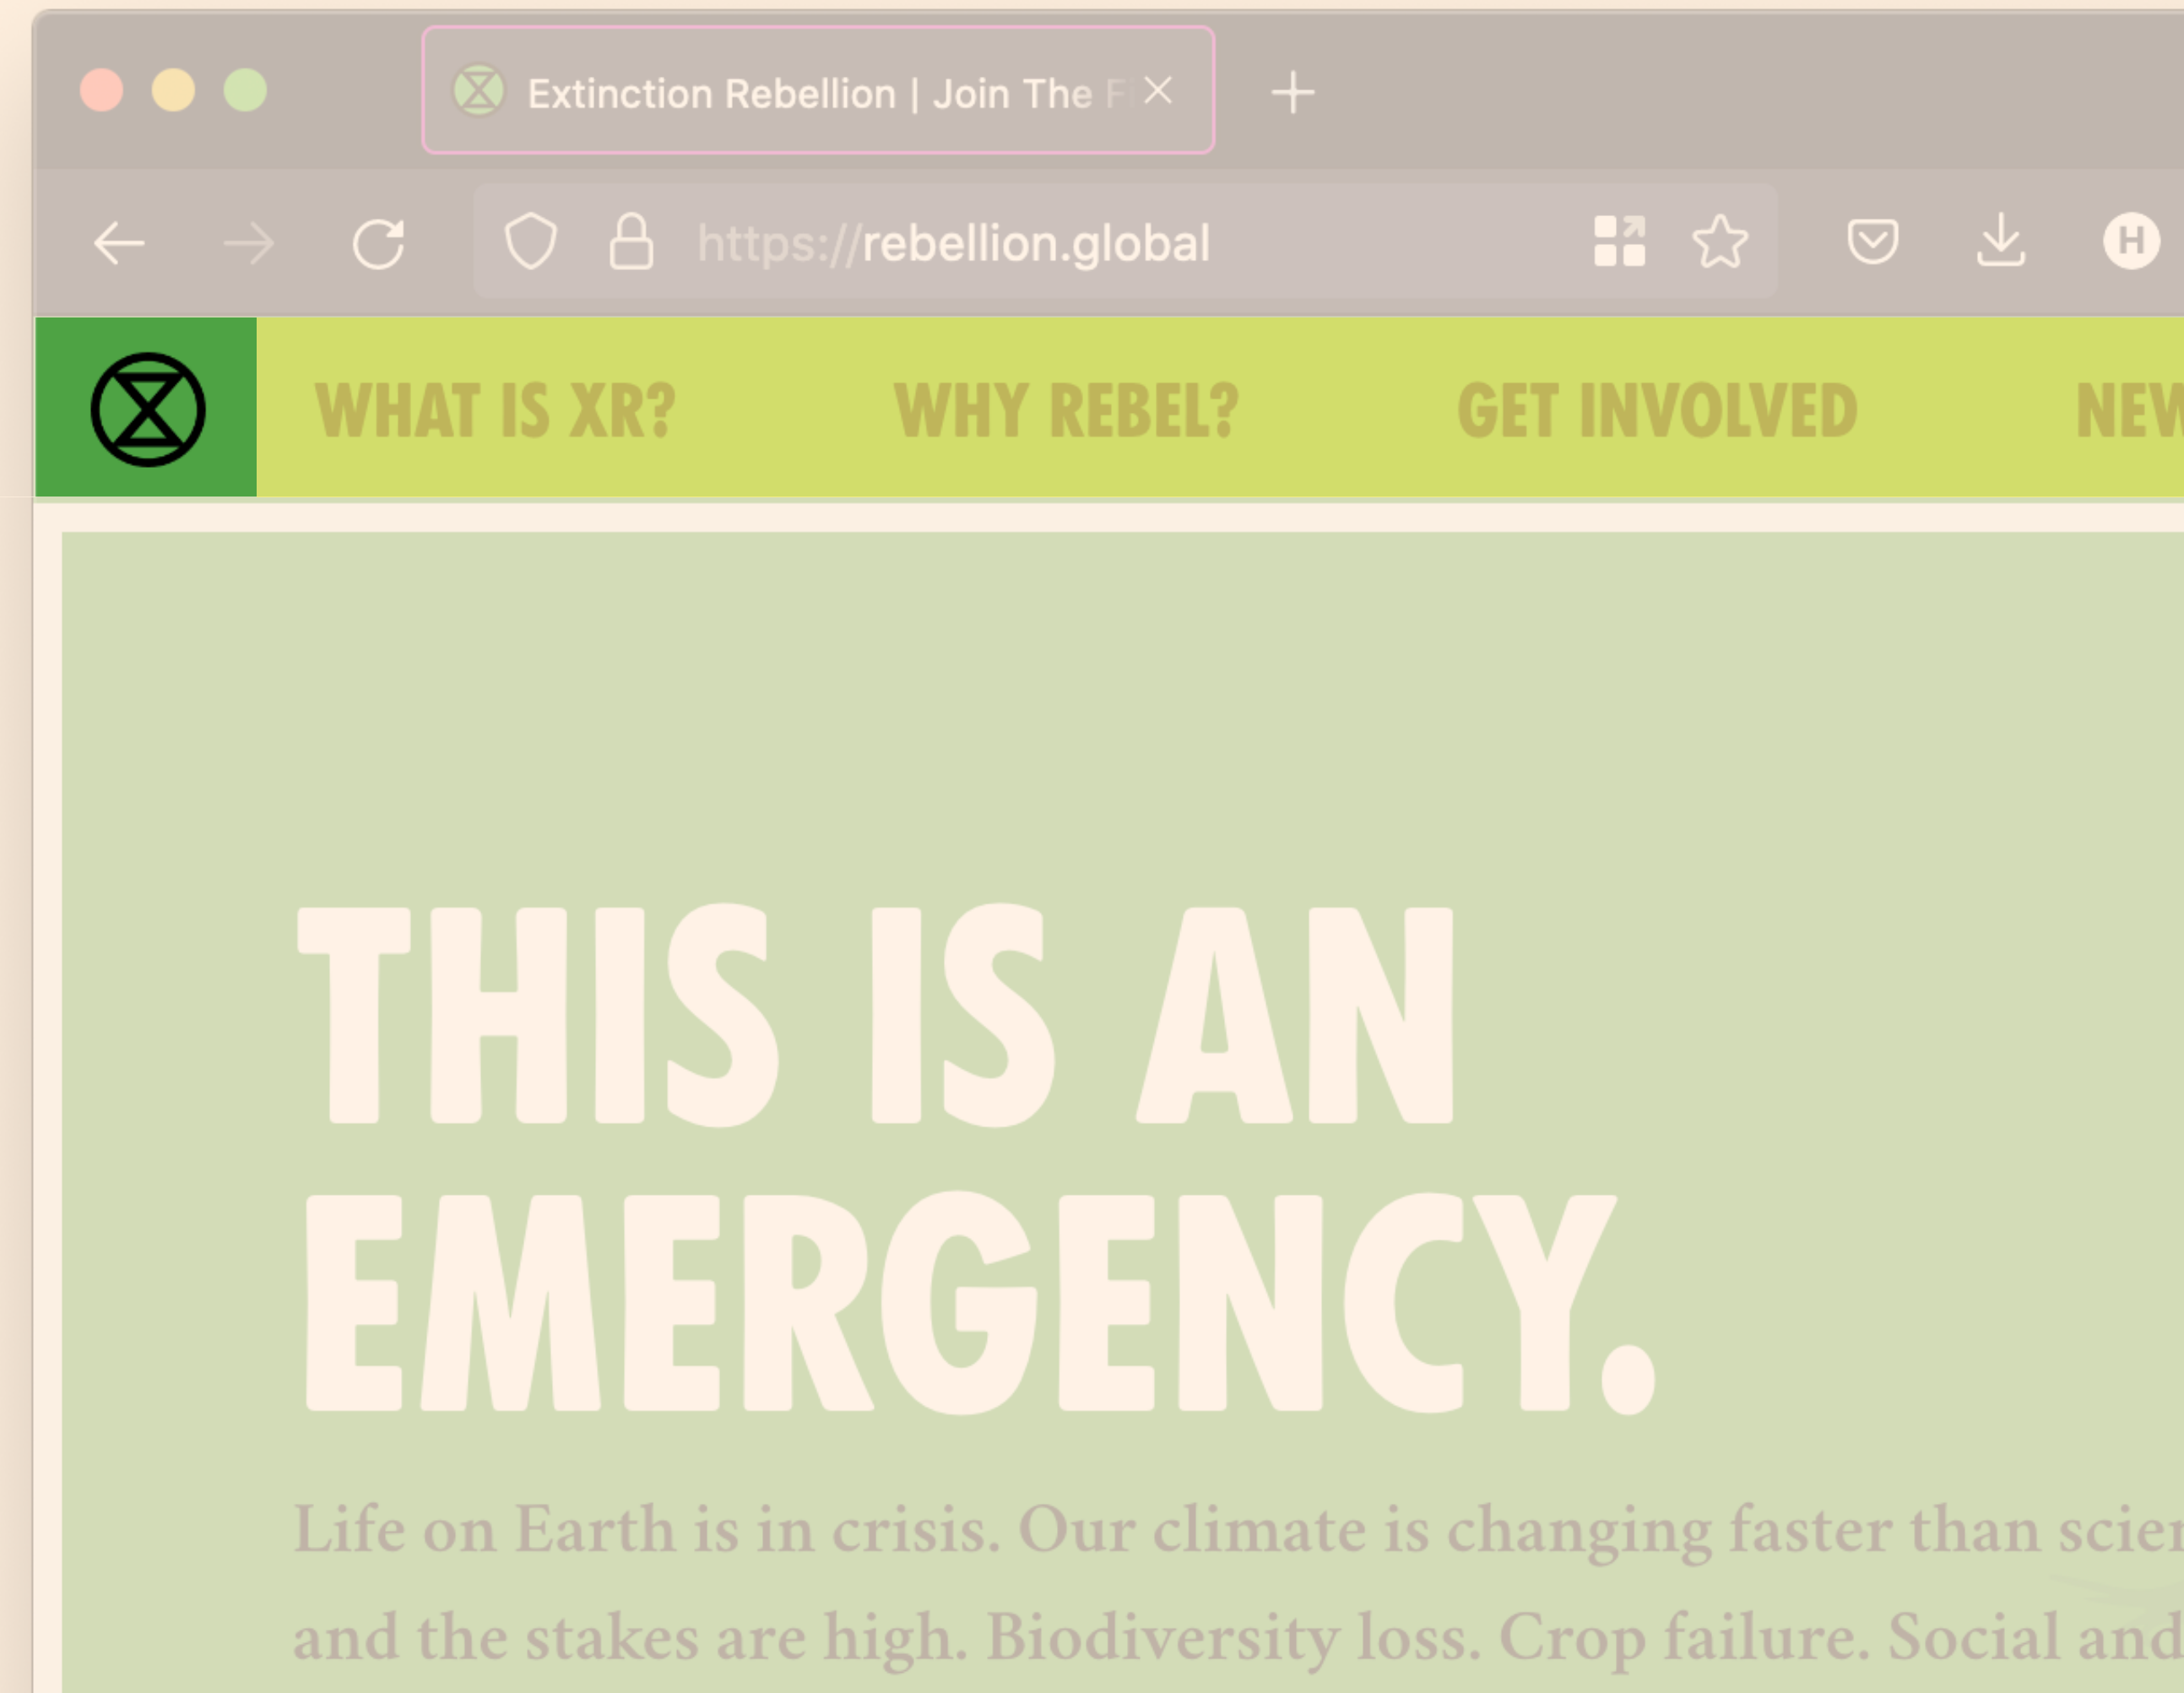 Extinction Rebellion | Join The
https://rebellion.global
H
WHAT IS XR? WHY REBEL? GET INVOLVED
THIS IS AN
EMERGENCY.
Life on Earth is in crisis. Our climate is changing faster than
and the stakes are high. Biodiversity loss. Crop failure. Social and